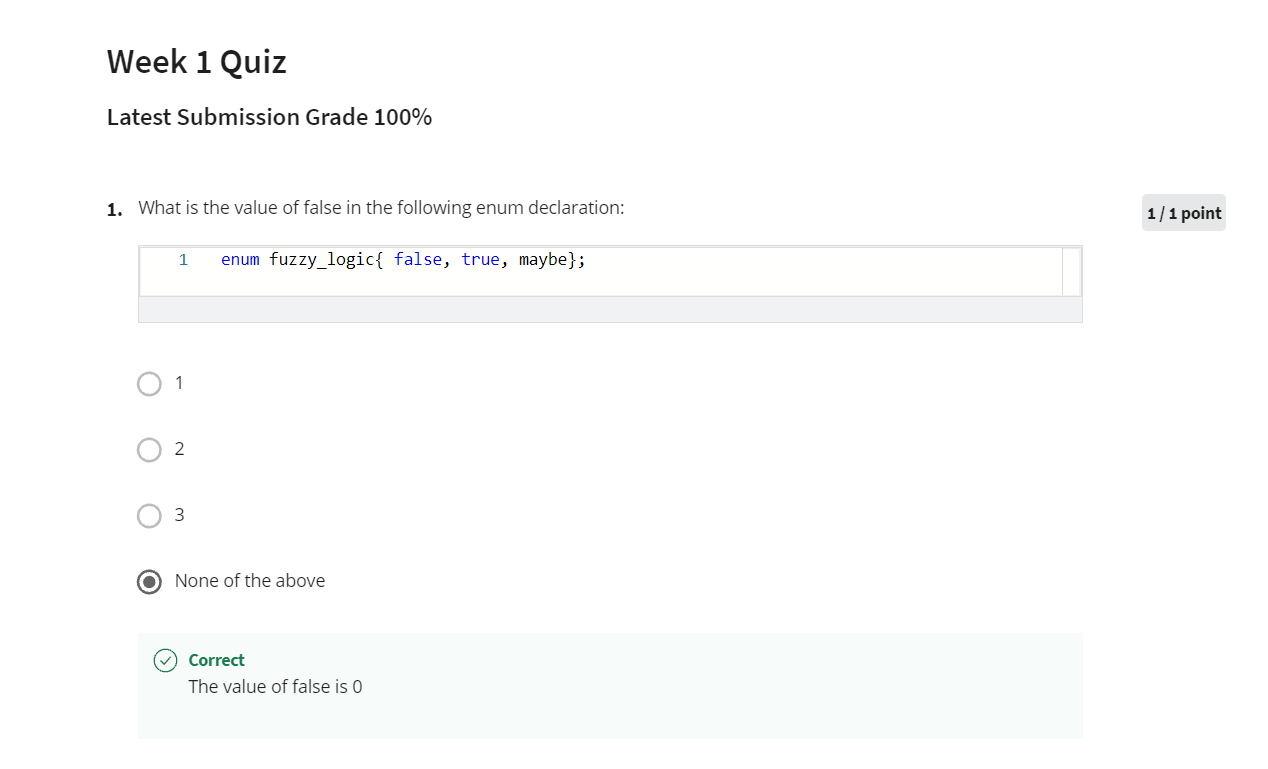 Week 1 Quiz
Latest Submission Grade 100%
1. What is the value of false in the following enum declaration:
1 / 1 point
1 enum fuzzy_logic{ false, true, maybe};
1
2
3
None of the above
Correct
The value of false is 0